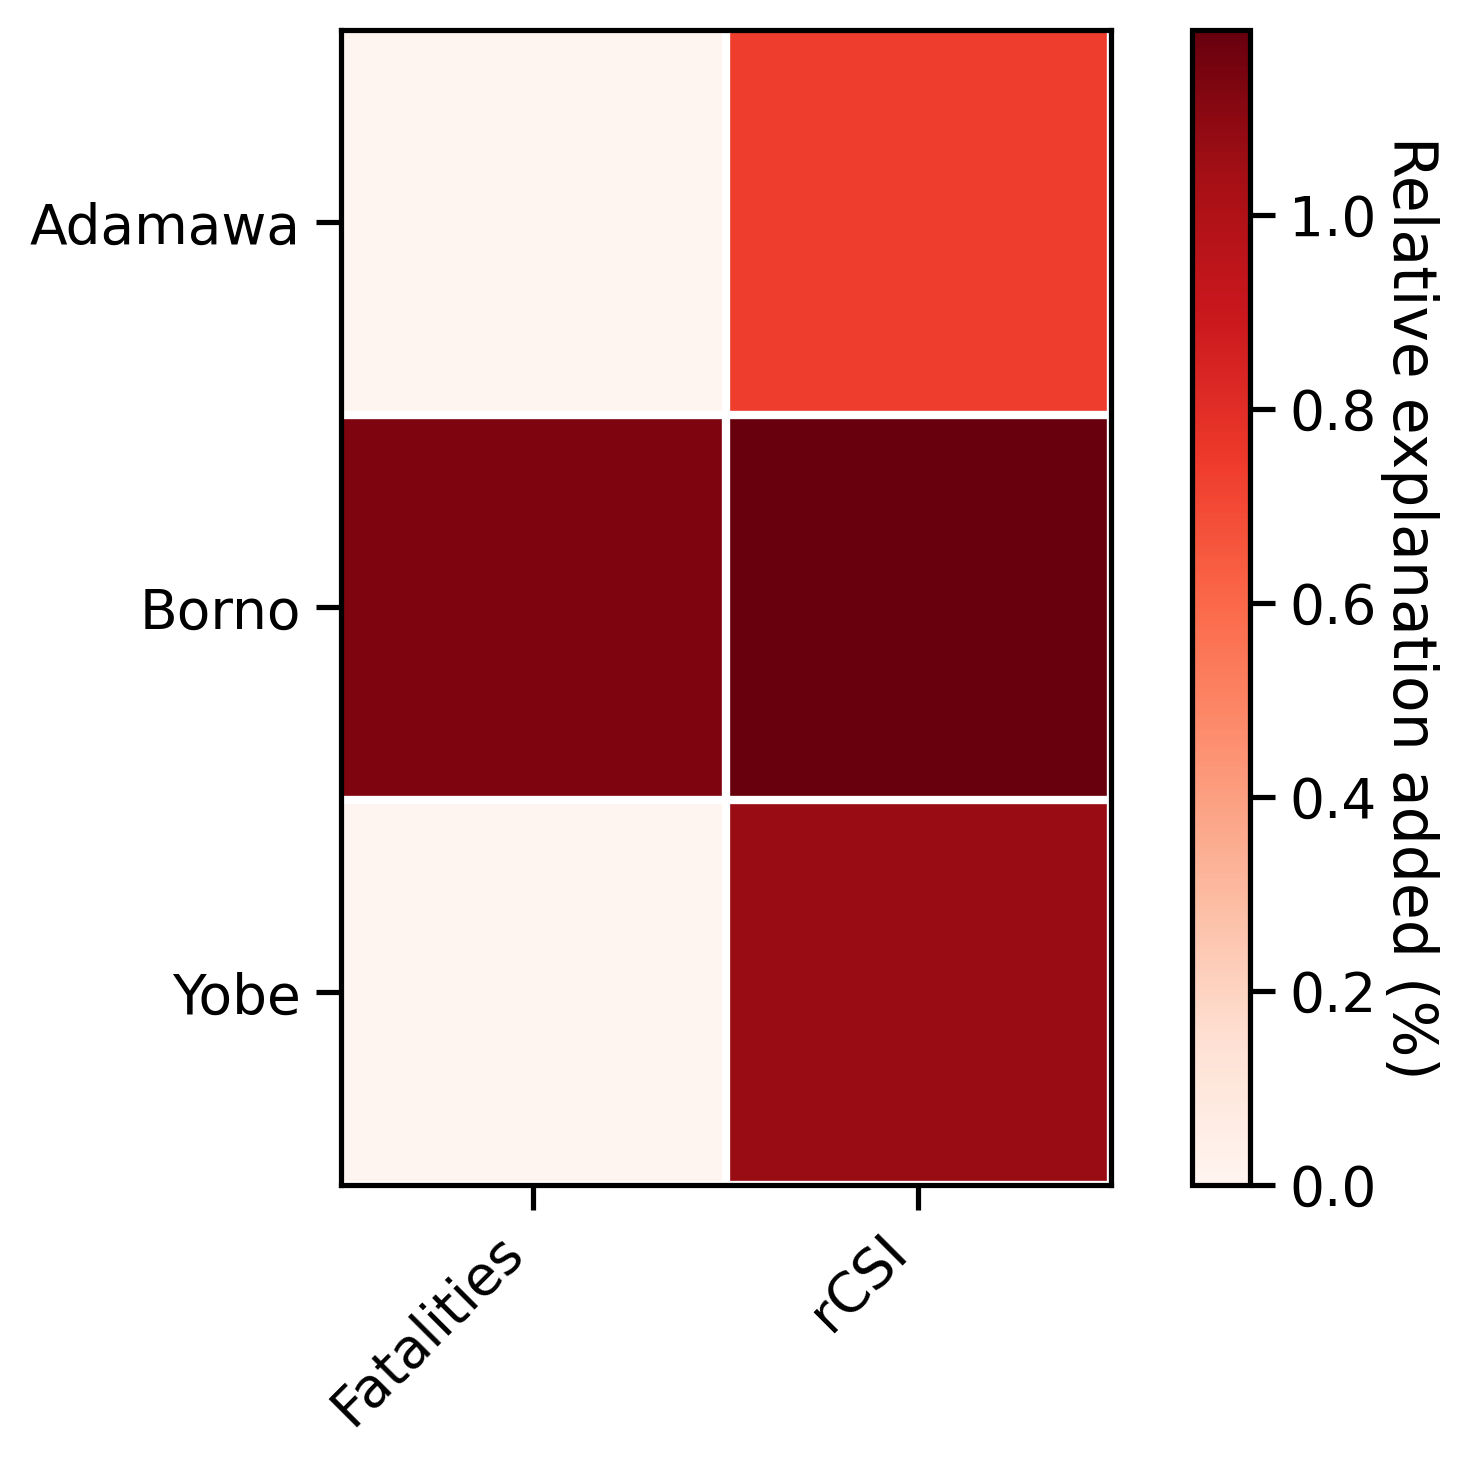 Adamawa
Borno
Yobe
Fatalities
rCSI
1.0
0.8
0.6
0.4
0.2
0.0
Relative explanation added (%)